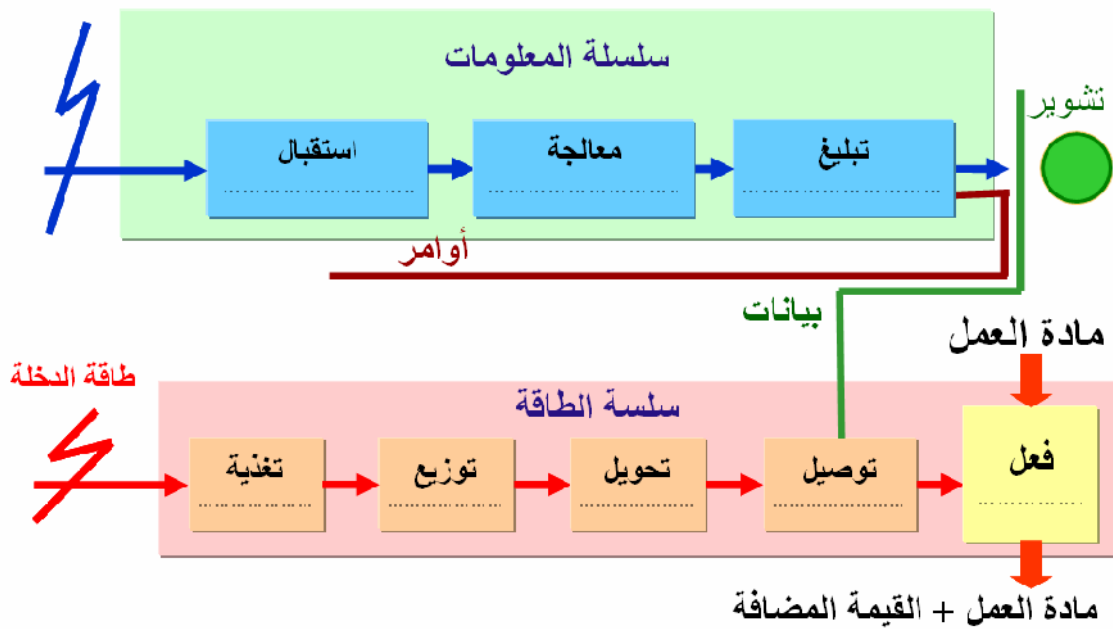 سلسلة المعلومات
تشوير
استقبال
معالجة
تبليغ
أوامر
بيانات
مادة العمل
طاقة الدخلة
سلسة الطاقة
تغذية
توزيع
تحويل
توصيل
فعل
مادة العمل + القيمة المضافة